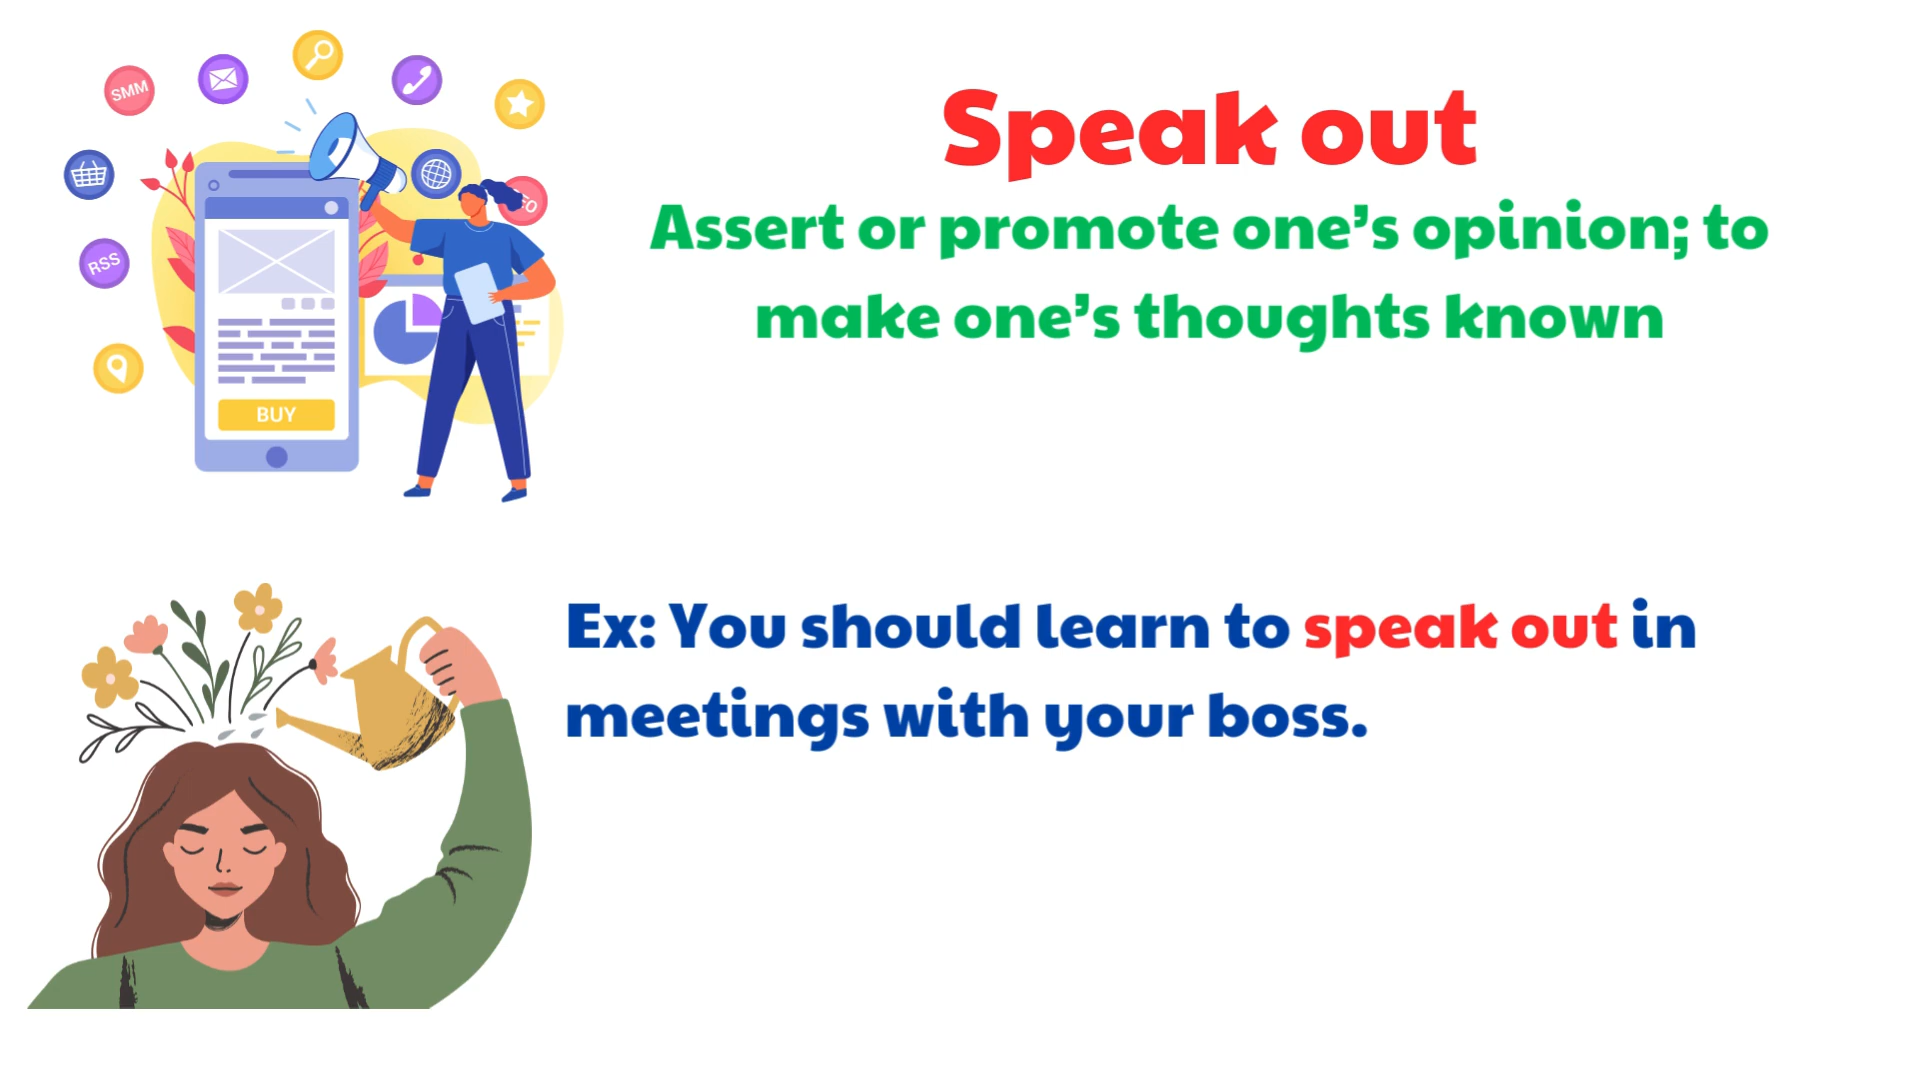 SMM
RSS
BUY
Speak out
Assert or promote one's opinion; to
make one's thoughts known
Ex: You should learn to speak out in
meetings with your boss.